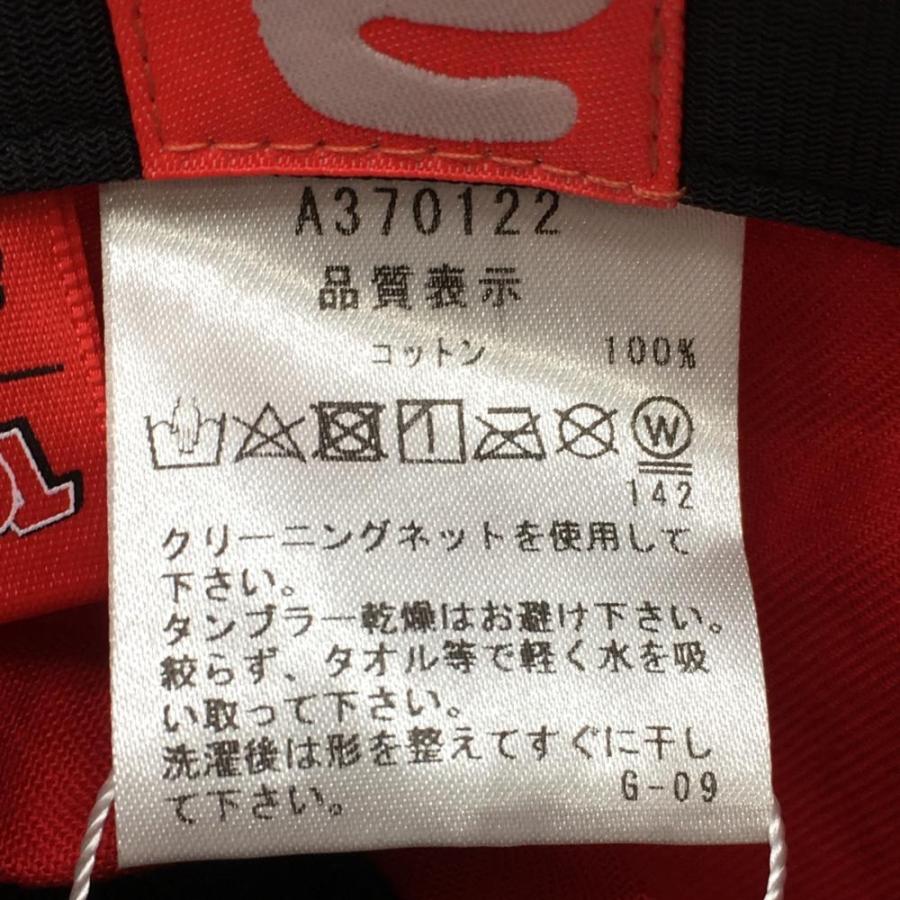 A370122
品質表示
コットン 100%
W
142
クリーニングネットを使用して
下さい。
タンブラー乾燥はお避け下さい。
絞らず、タオル等で軽く水を吸
い取って下さい。
洗濯後は形を整えてすぐに干し
て下さい。 G-09